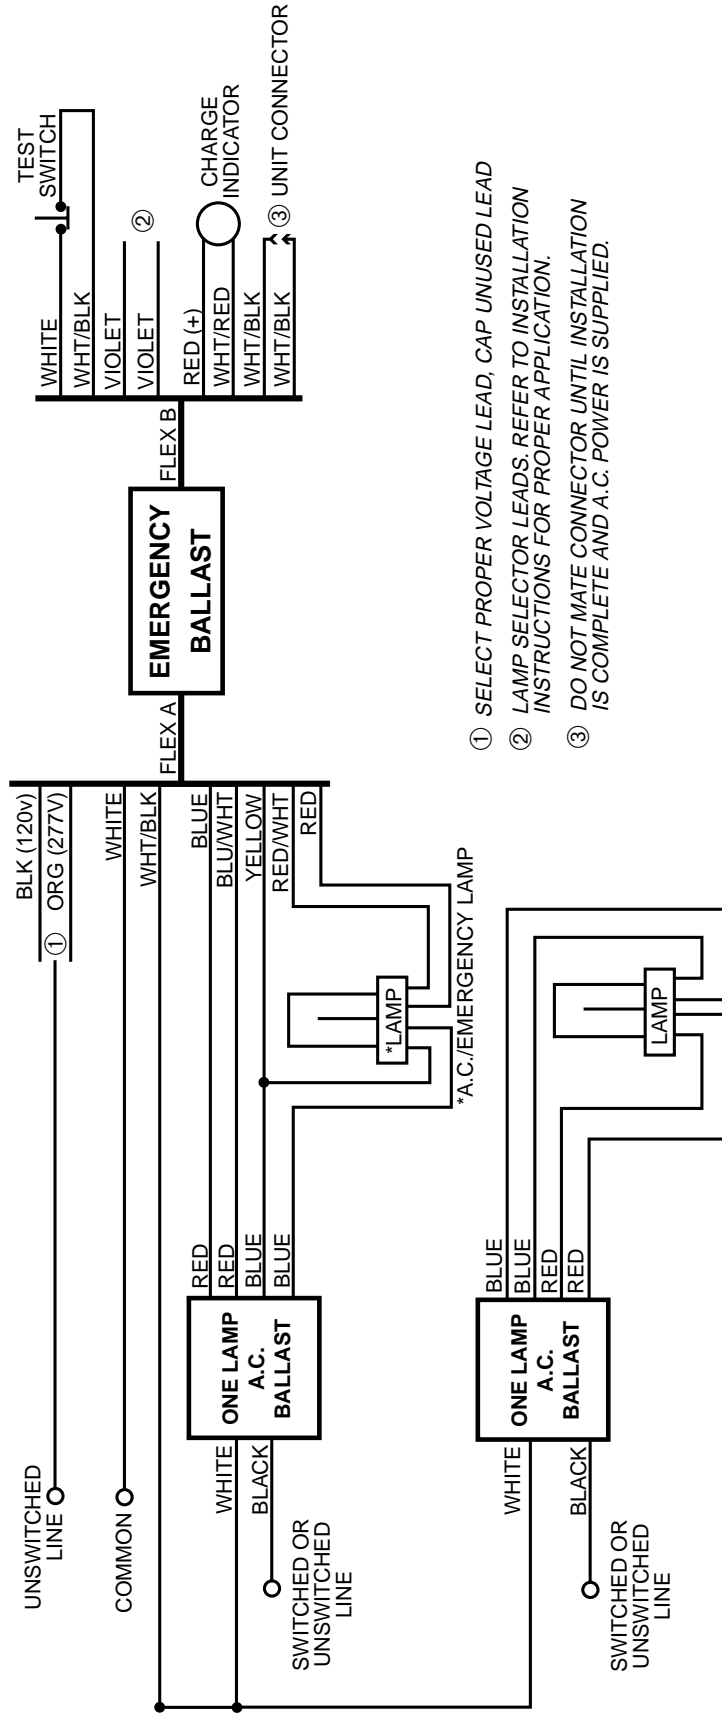 TEST
SWITCH
WHITE
WHT/BLK
VIOLET
VIOLET
②
RED (+)
WHT/RED
WHT/BLK
WHT/BLK
CHARGE
INDICATOR
③ UNIT CONNECTOR
FLEX B
EMERGENCY
BALLAST
FLEX A
BLK (120v)
① ORG (277V)
WHITE
WHT/BLK
BLUE
BLU/WHT
YELLOW
RED/WHT
RED
*LAMP
*A.C./EMERGENCY LAMP
RED
RED
BLUE
BLUE
ONE LAMP
A.C.
BALLAST
WHITE
BLACK
UNSWITCHED
LINE
COMMON
SWITCHED OR
UNSWITCHED
LINE
LAMP
BLUE
BLUE
RED
RED
ONE LAMP
A.C.
BALLAST
WHITE
BLACK
SWITCHED OR
UNSWITCHED
LINE
① SELECT PROPER VOLTAGE LEAD, CAP UNUSED LEAD
② LAMP SELECTOR LEADS. REFER TO INSTALLATION
INSTRUCTIONS FOR PROPER APPLICATION.
③ DO NOT MATE CONNECTOR UNTIL INSTALLATION
IS COMPLETE AND A.C. POWER IS SUPPLIED.